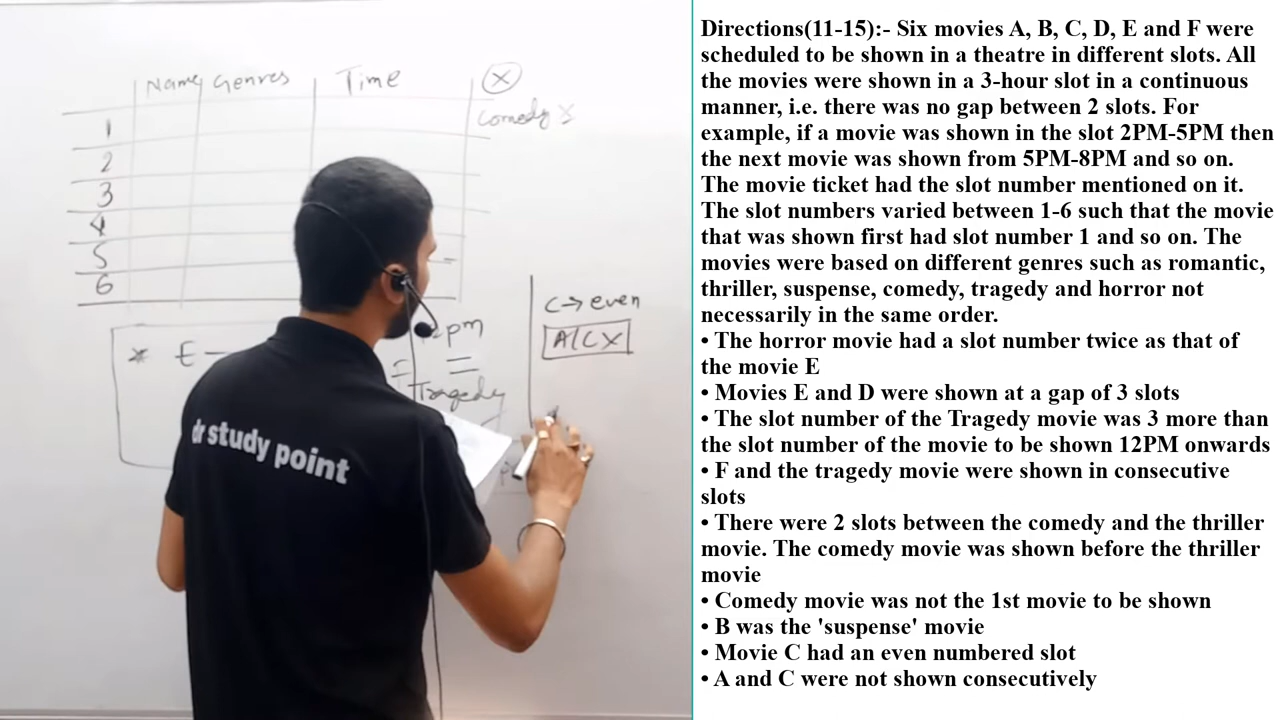 Name Genres Time X
Comedy X
1
2
3
4
5
6
* E
pm
Tragedy
C → even
A/C X
dr study point
Directions(11-15):- Six movies A, B, C, D, E and F were
scheduled to be shown in a theatre in different slots. All
the movies were shown in a 3-hour slot in a continuous
manner, i.e. there was no gap between 2 slots. For
example, if a movie was shown in the slot 2PM-5PM then
the next movie was shown from 5PM-8PM and so on.
The movie ticket had the slot number mentioned on it.
The slot numbers varied between 1-6 such that the movie
that was shown first had slot number 1 and so on. The
movies were based on different genres such as romantic,
thriller, suspense, comedy, tragedy and horror not
necessarily in the same order.
• The horror movie had a slot number twice as that of
the movie E
• Movies E and D were shown at a gap of 3 slots
• The slot number of the Tragedy movie was 3 more than
the slot number of the movie to be shown 12PM onwards
• F and the tragedy movie were shown in consecutive
slots
• There were 2 slots between the comedy and the thriller
movie. The comedy movie was shown before the thriller
movie
• Comedy movie was not the 1st movie to be shown
• B was the 'suspense' movie
• Movie C had an even numbered slot
• A and C were not shown consecutively